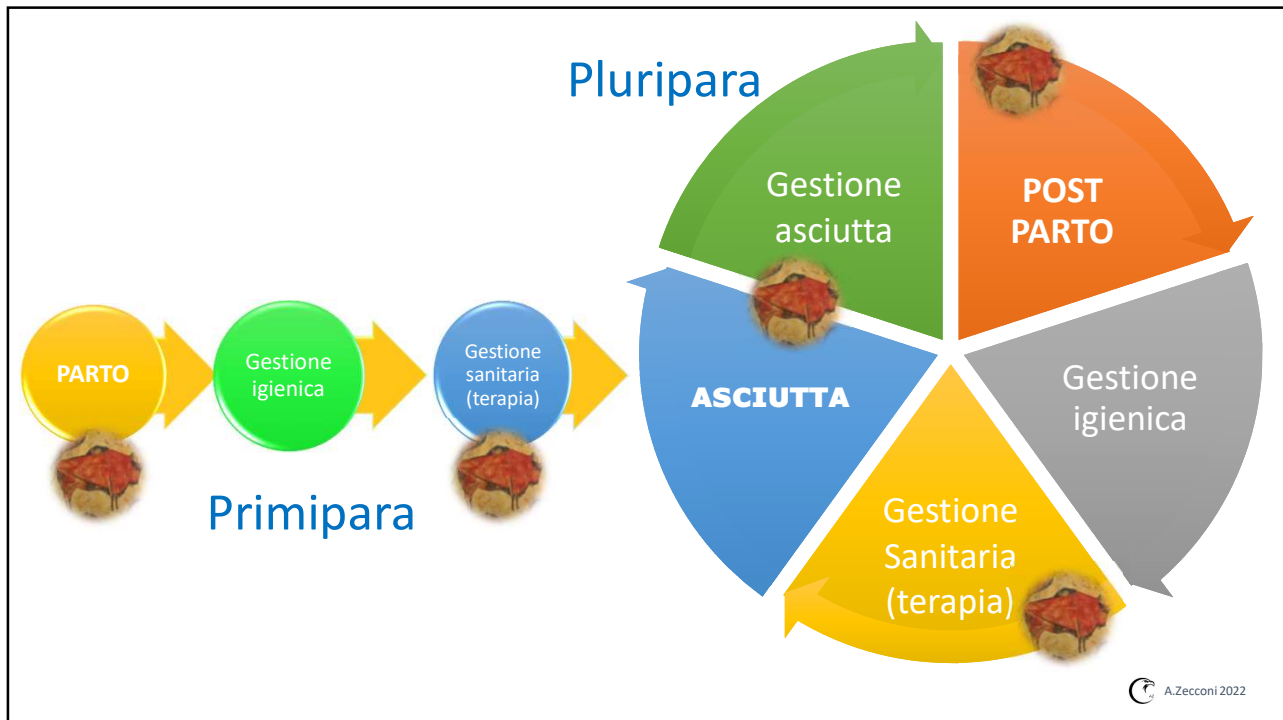 Pluripara
Gestione
asciutta
POST
PARTO
Gestione
igienica
Gestione
Sanitaria
(terapia)
ASCIUTTA
PARTO
Gestione
igienica
Gestione
sanitaria
(terapia)
Primipara
A.Zecconi 2022